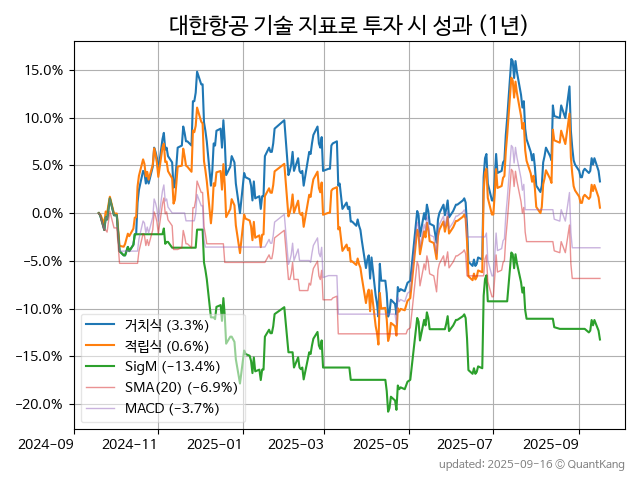 대한항공 기술 지표로 투자 시 성과 (1년)
15.0%
10.0%
5.0%
0.0%
−5.0%
−10.0%
−15.0%
−20.0%
거치식 (3.3%)
적립식 (0.6%)
SigM (−13.4%)
SMA(20) (−6.9%)
MACD (−3.7%)
2024-09 2024-11 2025-01 2025-03 2025-05 2025-07 2025-09
updated: 2025-09-16 © QuantKang